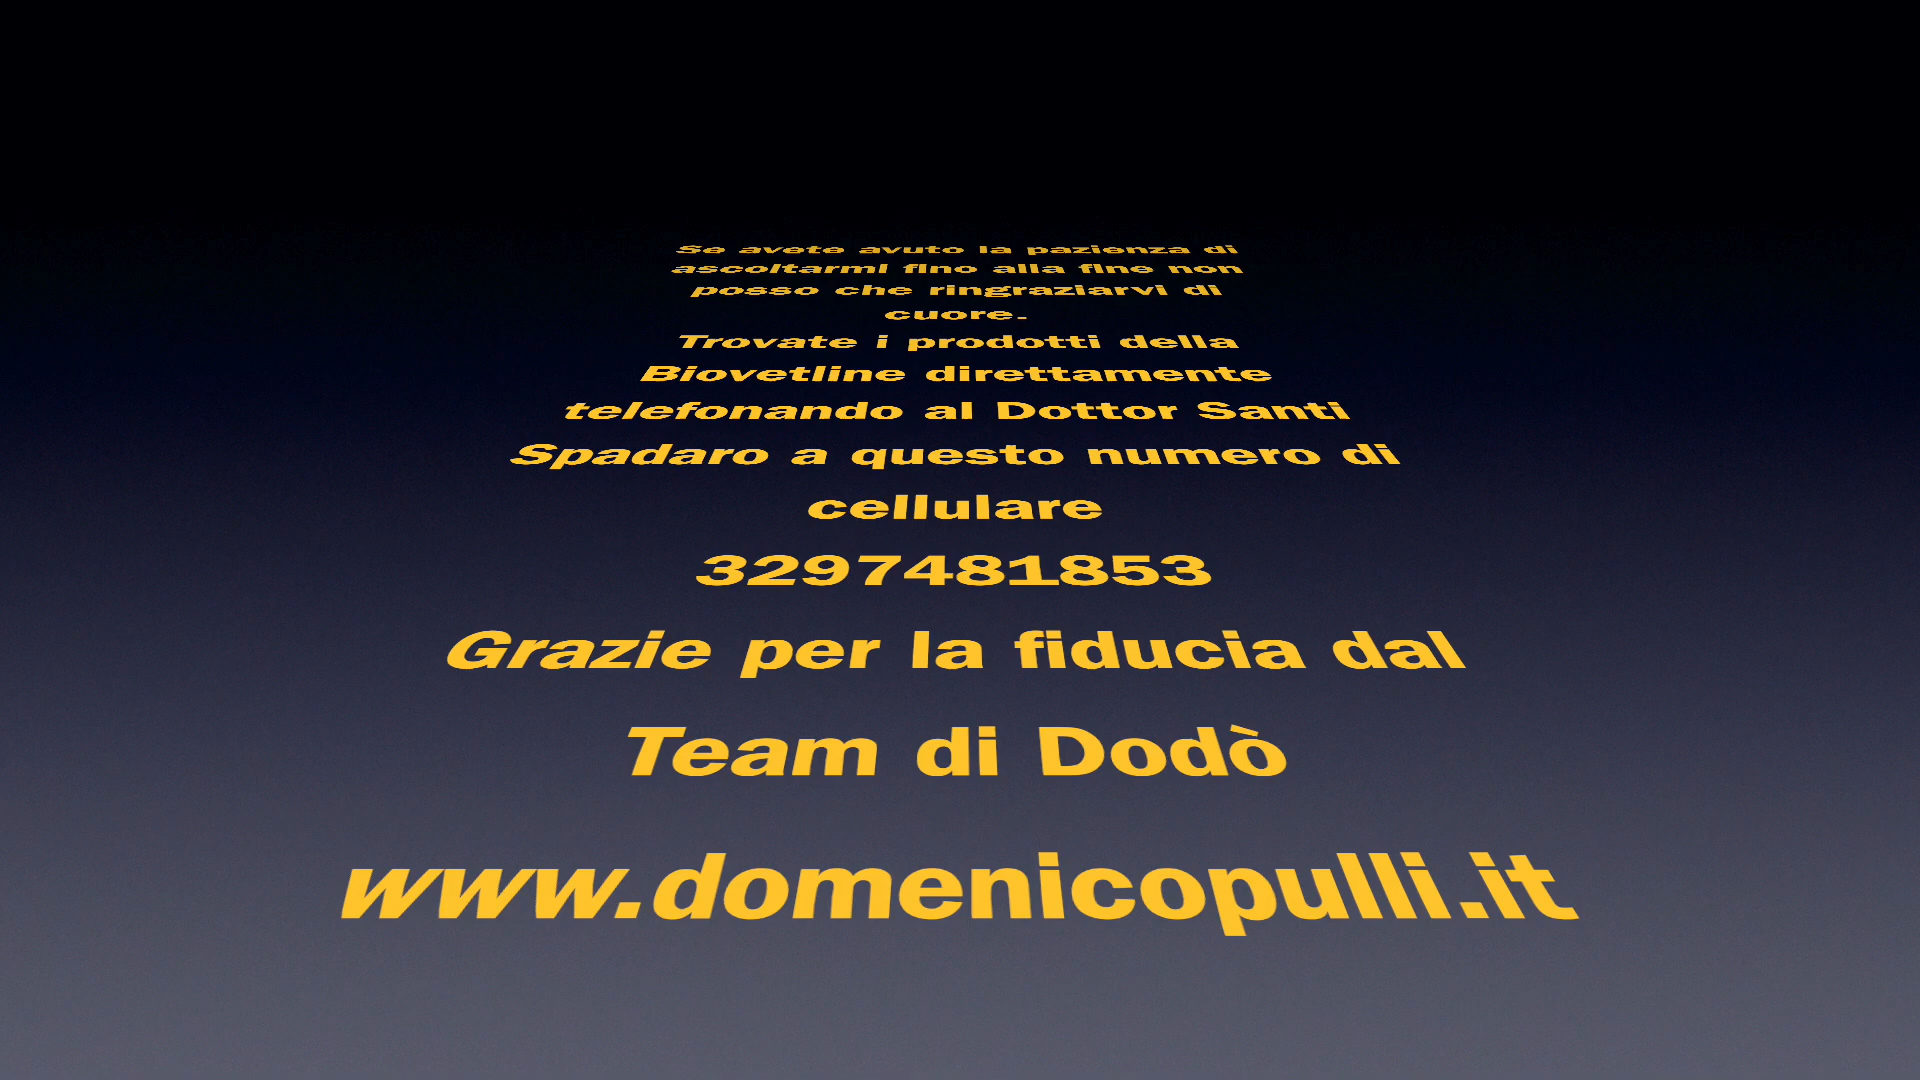 Se avete avuto la pazienza di
ascoltarmi fino alla fine non
posso che ringraziarvi di
cuore.
Trovate i prodotti della
Biovetline direttamente
telefonando al Dottor Santi
Spadaro a questo numero di
cellulare
3297481853
Grazie per la fiducia dal
Team di Dodò
www.domenicopulli.it